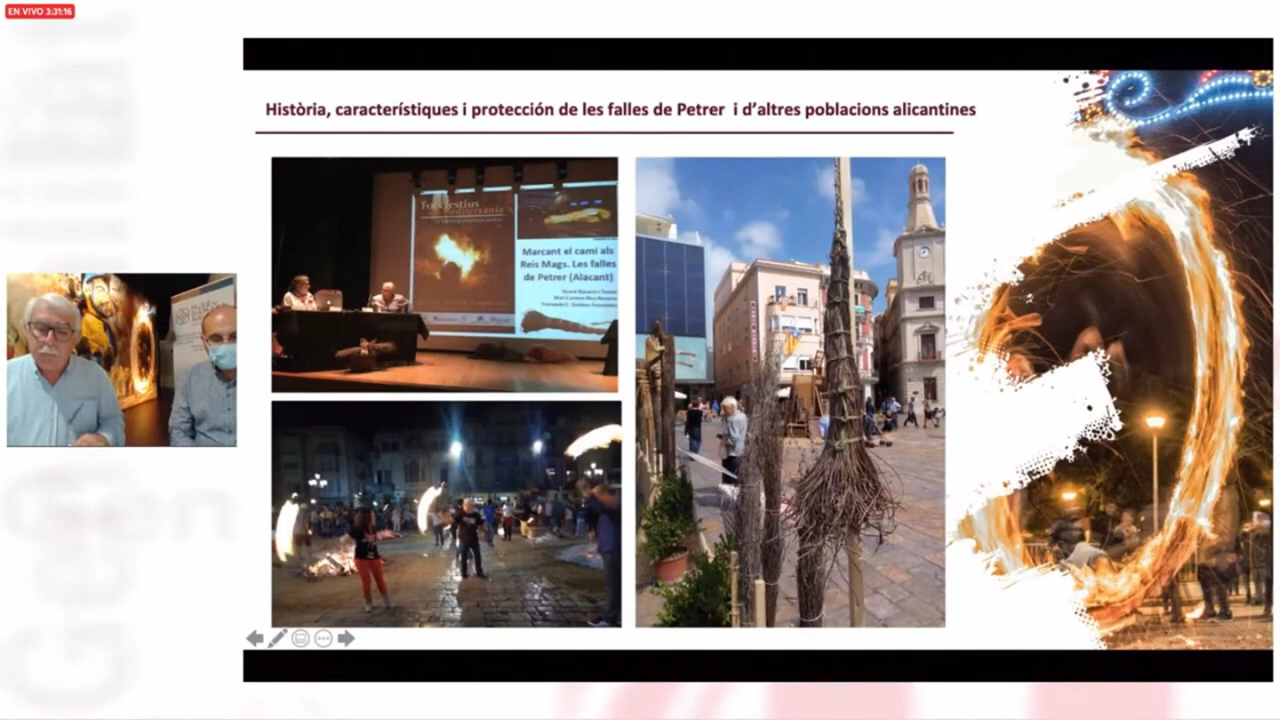 EN VIVO 3:31:16
Història, característiques i protección de les falles de Petrer i d'altres poblacions alicantines
Marcant el camí als
Reis Mags. Les falles
de Petrer (Alacant)